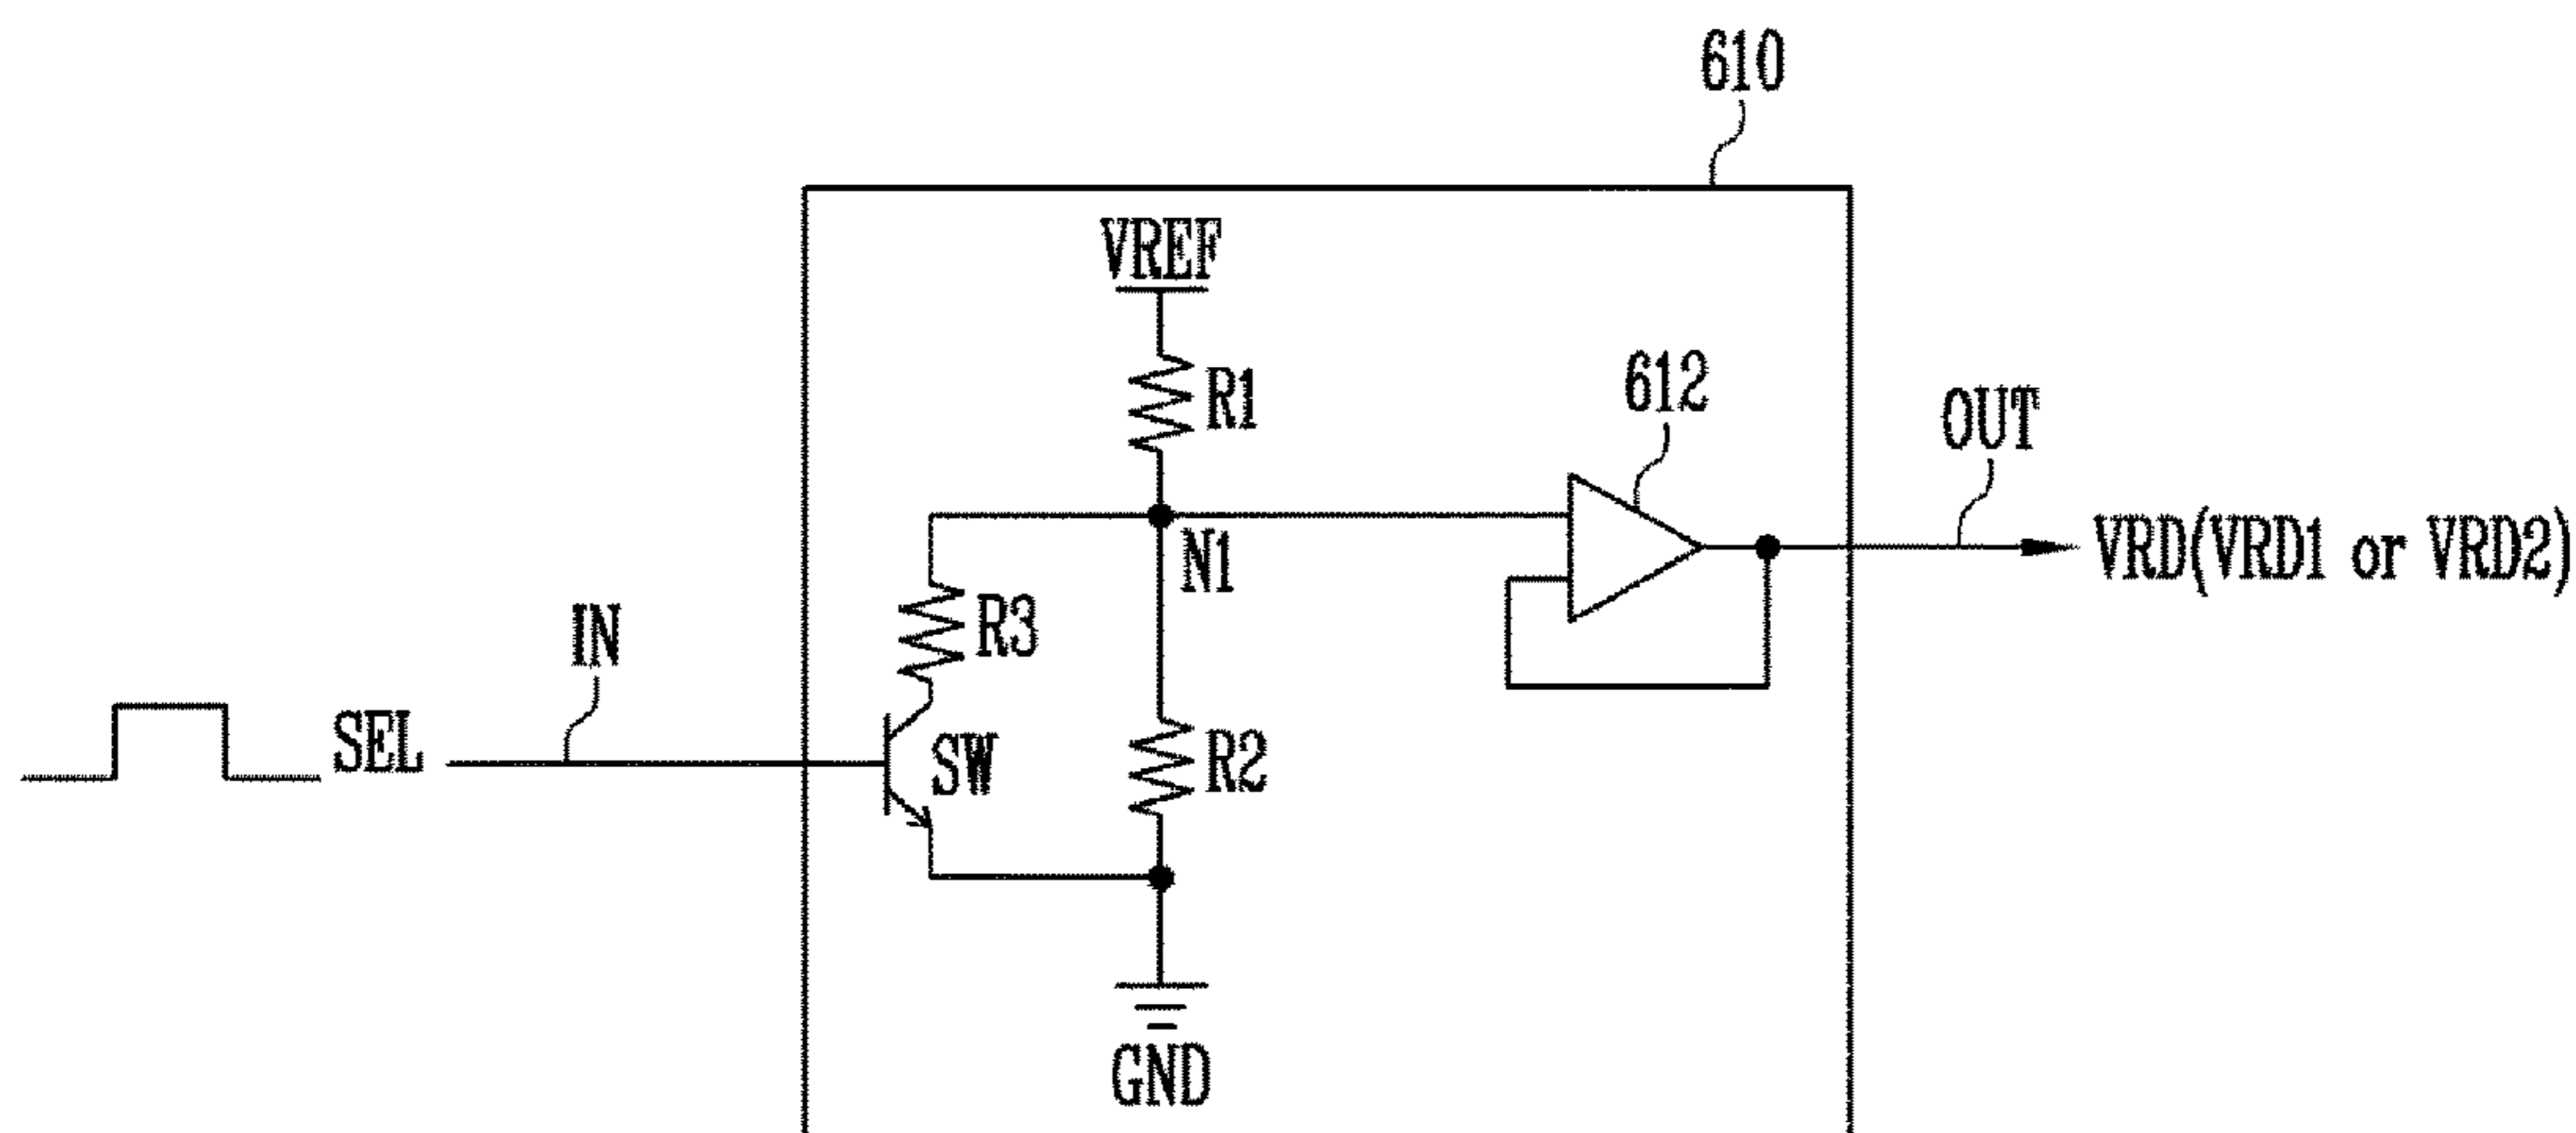 610
VREF
R1
612
OUT
N1
VRD(VRD1 or VRD2)
R3
IN
SEL
SW
R2
GND